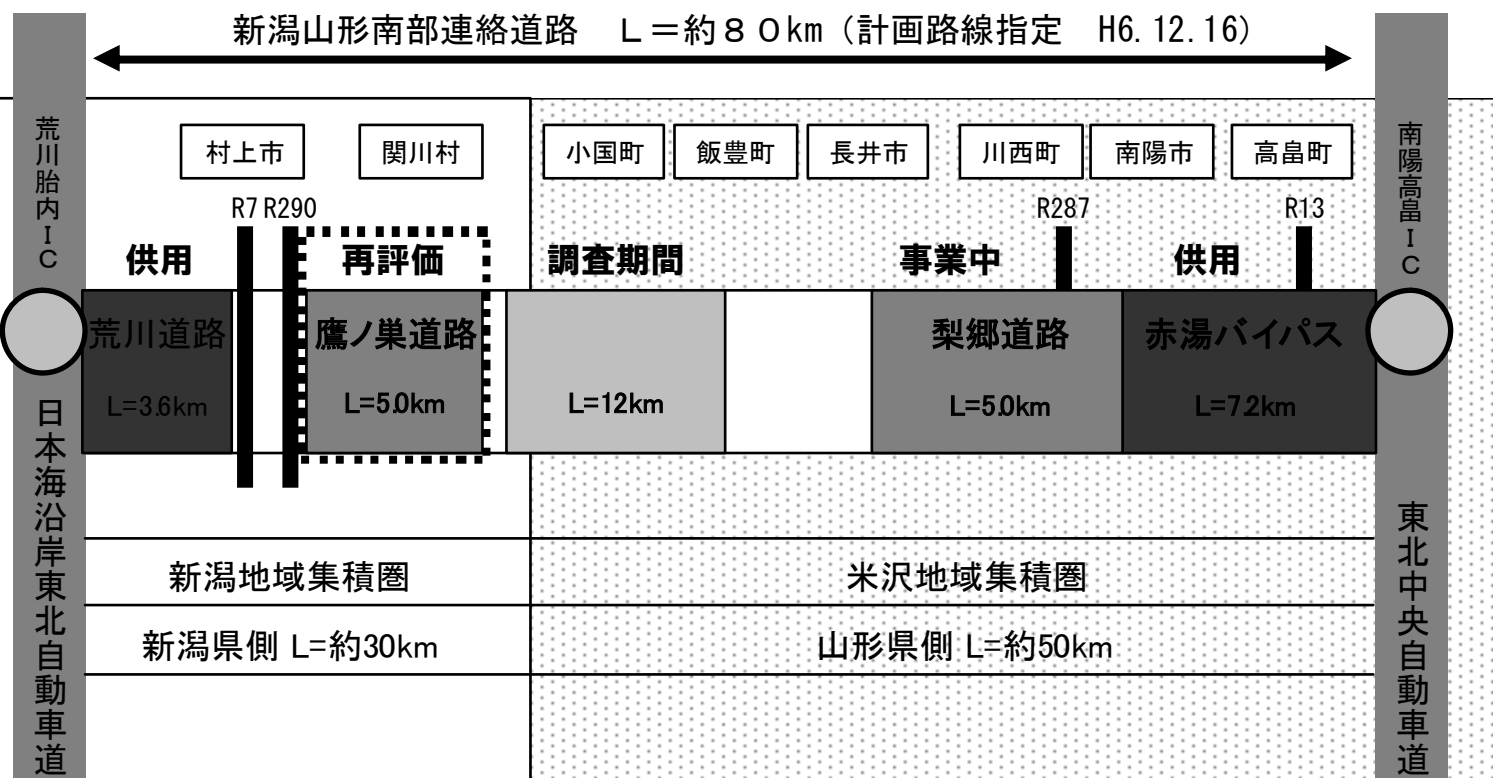 新潟山形南部連絡道路　Ｌ＝約８０km（計画路線指定　H6.12.16）
荒川胎内ＩＣ
村上市
関川村
小国町
飯豊町
長井市
川西町
南陽市
高畠町
南陽高畠ＩＣ
R7 R290
R287
R13
供用
再評価
調査期間
事業中
供用
荒川道路
鷹ノ巣道路
梨郷道路
赤湯バイパス
L=3.6km
L=5.0km
L=12km
L=5.0km
L=7.2km
日本海沿岸東北自動車道
東北中央自動車道
新潟地域集積圏
米沢地域集積圏
新潟県側 L=約30km
山形県側 L=約50km